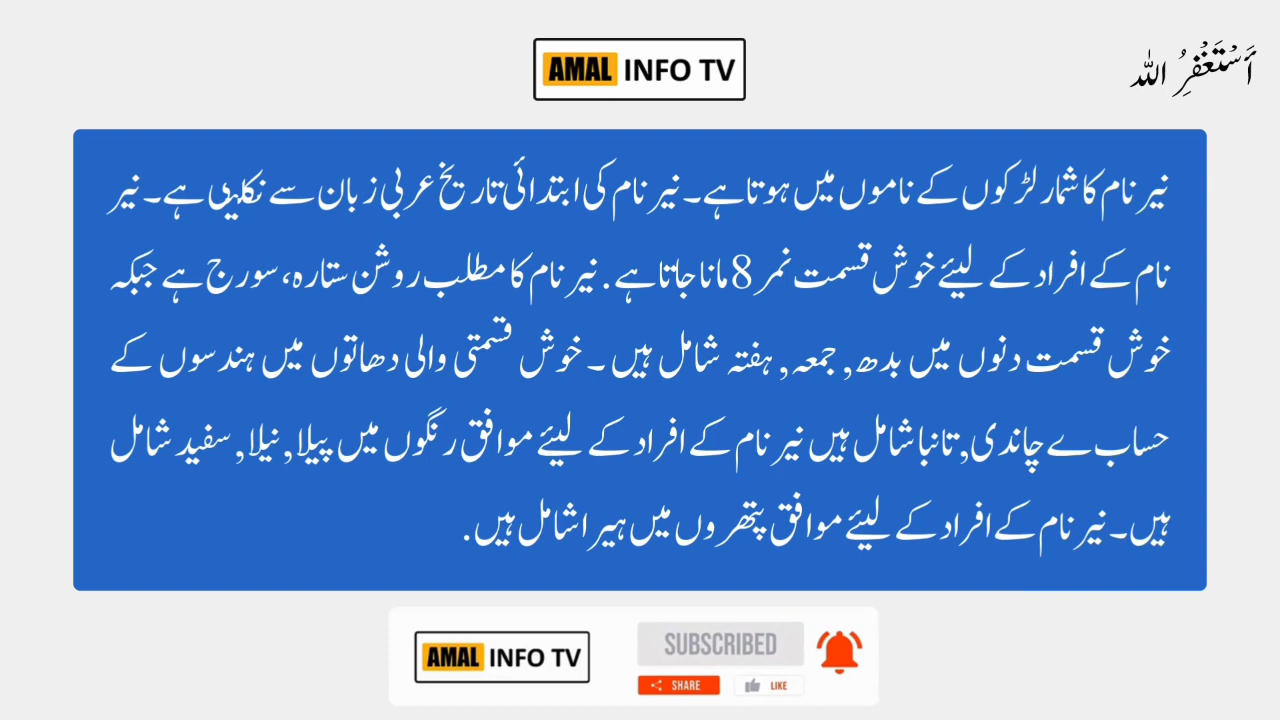 AMAL INFO TV
أَسْتَغْفِرُ اللہ
نیر نام کا شمار لڑکوں کے ناموں میں ہوتا ہے۔ نیر نام کی ابتدائی تاریخ عربی زبان سے نکلیی ہے۔ نیر
نام کے افراد کے لیئے خوش قسمت نمر 8 مانا جاتا ہے. نیر نام کا مطلب روشن ستارہ، سورج ہے جبکہ
خوش قسمت دنوں میں بدھ, جمعہ, ہفتہ شامل ہیں۔ خوش قسمتی والی دھاتوں میں ہندسوں کے
حساب ے چاندی, تانبا شامل ہیں نیر نام کے افراد کے لیئے موافق رنگوں میں پیلا, نیلا, سفید شامل
ہیں۔ نیر نام کے افراد کے لیئے موافق پتھروں میں ہیرا شامل ہیں.
AMAL INFO TV
SUBSCRIBED
SHARE
LIKE